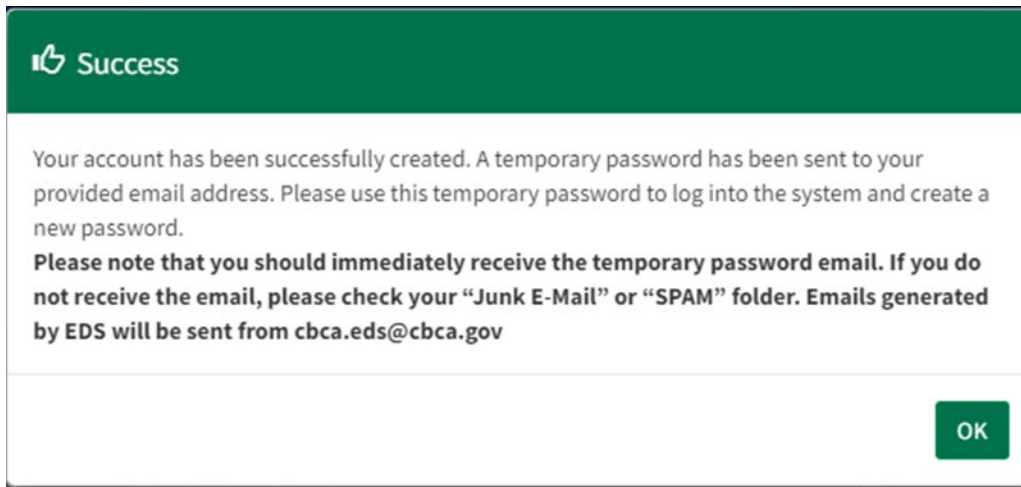 Success
Your account has been successfully created. A temporary password has been sent to your
provided email address. Please use this temporary password to log into the system and create a
new password.
Please note that you should immediately receive the temporary password email. If you do
not receive the email, please check your “Junk E-Mail” or “SPAM” folder. Emails generated
by EDS will be sent from cbca.eds@cbca.gov
OK